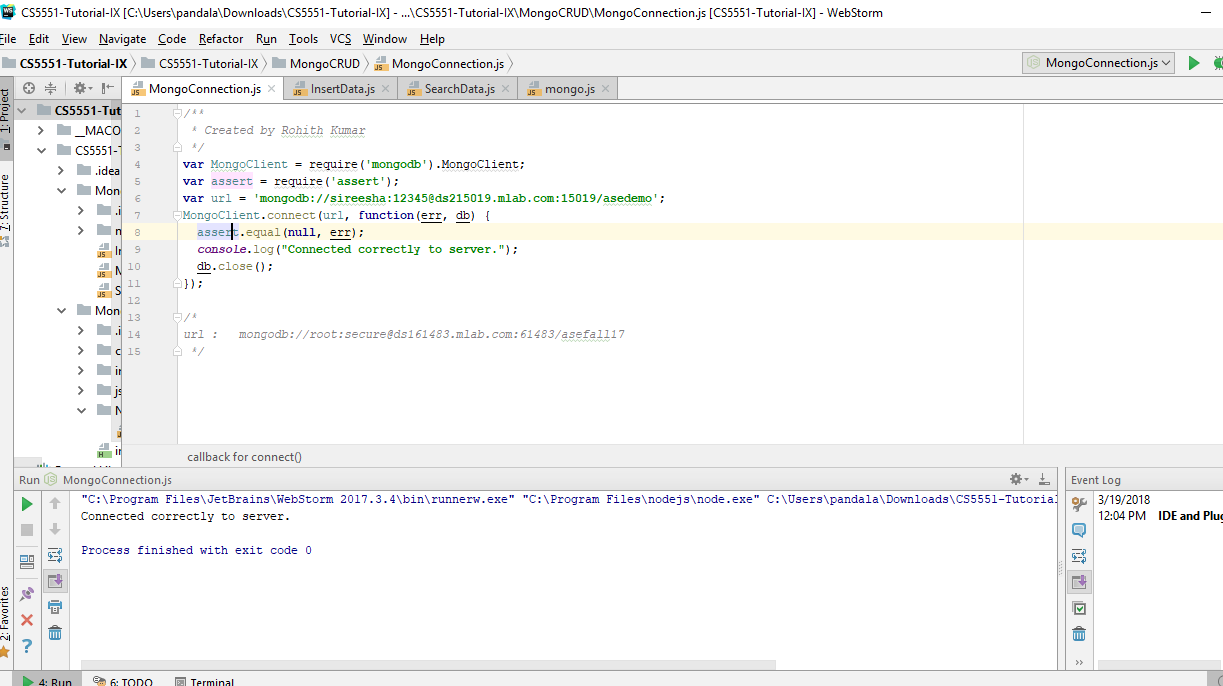 CS5551-Tutorial-IX [C:\Users\pandala\Downloads\CS5551-Tutorial-IX] - ...\CS5551-Tutorial-IX\MongoCRUD\MongoConnection.js [CS5551-Tutorial-IX] - WebStorm
File Edit View Navigate Code Refactor Run Tools VCS Window Help
CS5551-Tutorial-IX CS5551-Tutorial-IX MongoCRUD MongoConnection.js MongoConnection.js
MongoConnection.js InsertData.js SearchData.js mongo.js
1: Project
7: Structure
2: Favorites
CS5551-Tut
__MACO
CS5551-T
.idea
Mon
.i
n
In
M
S
Mon
.i
c
in
js
N
in
1 /**
2 * Created by Rohith Kumar
3 */
4 var MongoClient = require('mongodb').MongoClient;
5 var assert = require('assert');
6 var url = 'mongodb://sireesha:12345@ds215019.mlab.com:15019/asedemo';
7 MongoClient.connect(url, function(err, db) {
8 assert.equal(null, err);
9 console.log("Connected correctly to server.");
10 db.close();
11 });
12
13 /*
14 url : mongodb://root:secure@ds161483.mlab.com:61483/asefall17
15 */
callback for connect()
Run MongoConnection.js
"C:\Program Files\JetBrains\WebStorm 2017.3.4\bin\runnerw.exe" "C:\Program Files\nodejs\node.exe" C:\Users\pandala\Downloads\CS5551-Tutorial
Connected correctly to server.
Process finished with exit code 0
Event Log
3/19/2018
12:04 PM IDE and Plug
4: Run 6: TODO Terminal